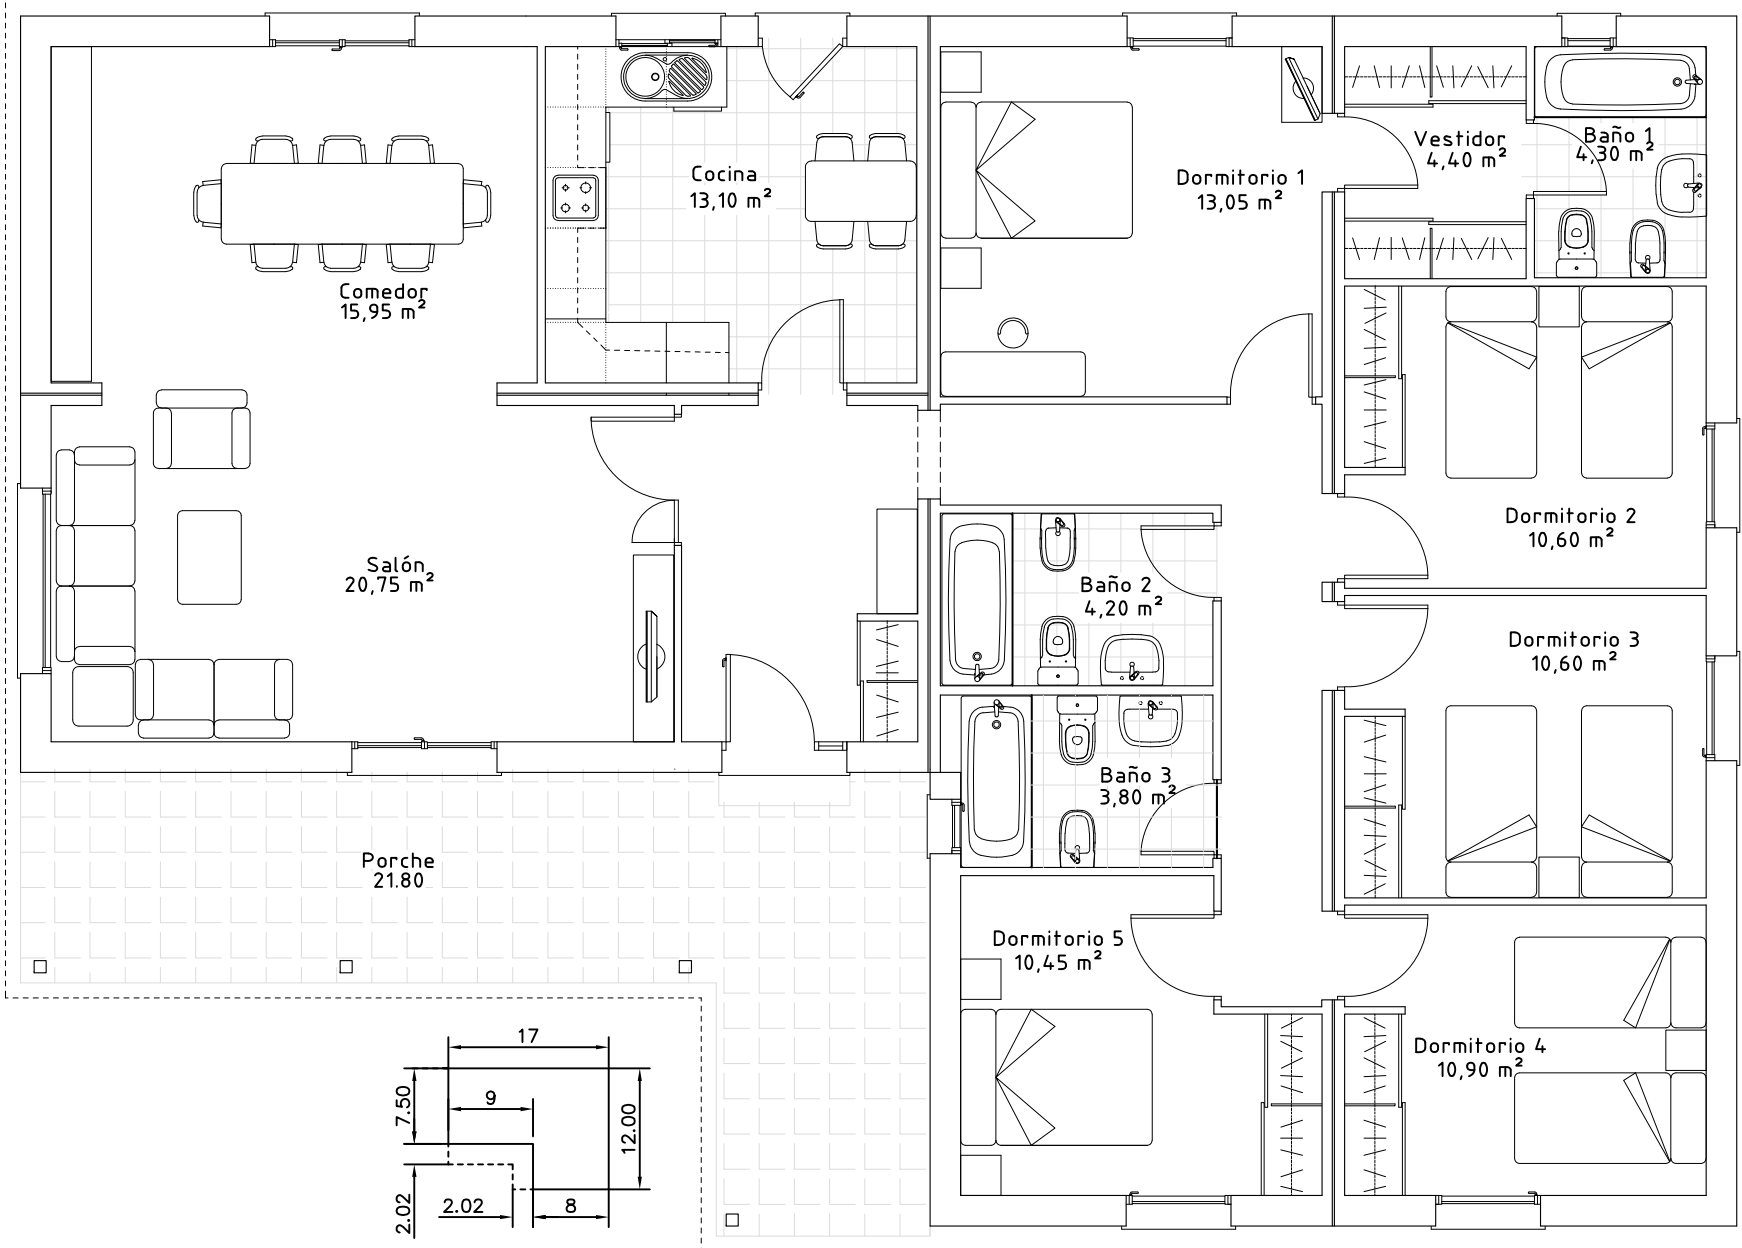 Cocina
13,10 m²
Dormitorio 1
13,05 m²
Vestidor
4,40 m²
Baño 1
4,30 m²
Comedor
15,95 m²
Dormitorio 2
10,60 m²
Salón
20,75 m²
Baño 2
4,20 m²
Dormitorio 3
10,60 m²
Baño 3
3,80 m²
Porche
21.80
Dormitorio 5
10,45 m²
Dormitorio 4
10,90 m²
17
7.50
9
12.00
2.02
2.02
8